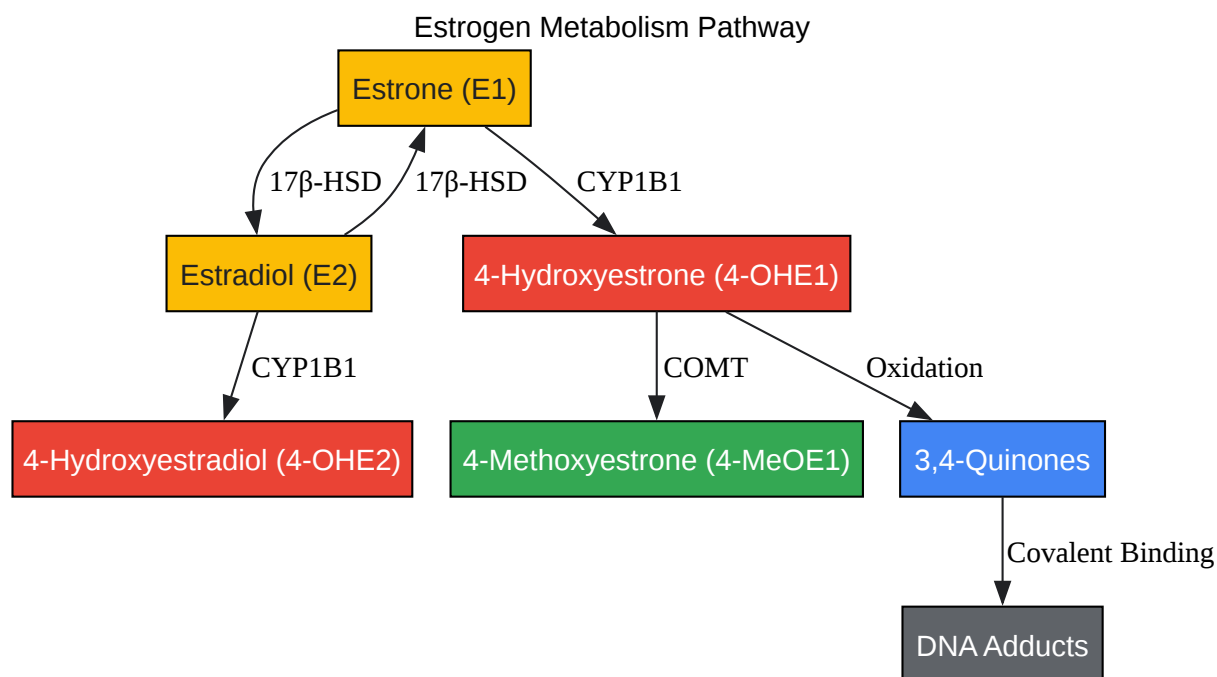 Estrogen Metabolism Pathway
Estrone (E1)
17β-HSD
17β-HSD
CYP1B1
Estradiol (E2)
4-Hydroxyestrone (4-OHE1)
CYP1B1
COMT
Oxidation
4-Hydroxyestradiol (4-OHE2)
4-Methoxyestrone (4-MeOE1)
3,4-Quinones
Covalent Binding
DNA Adducts